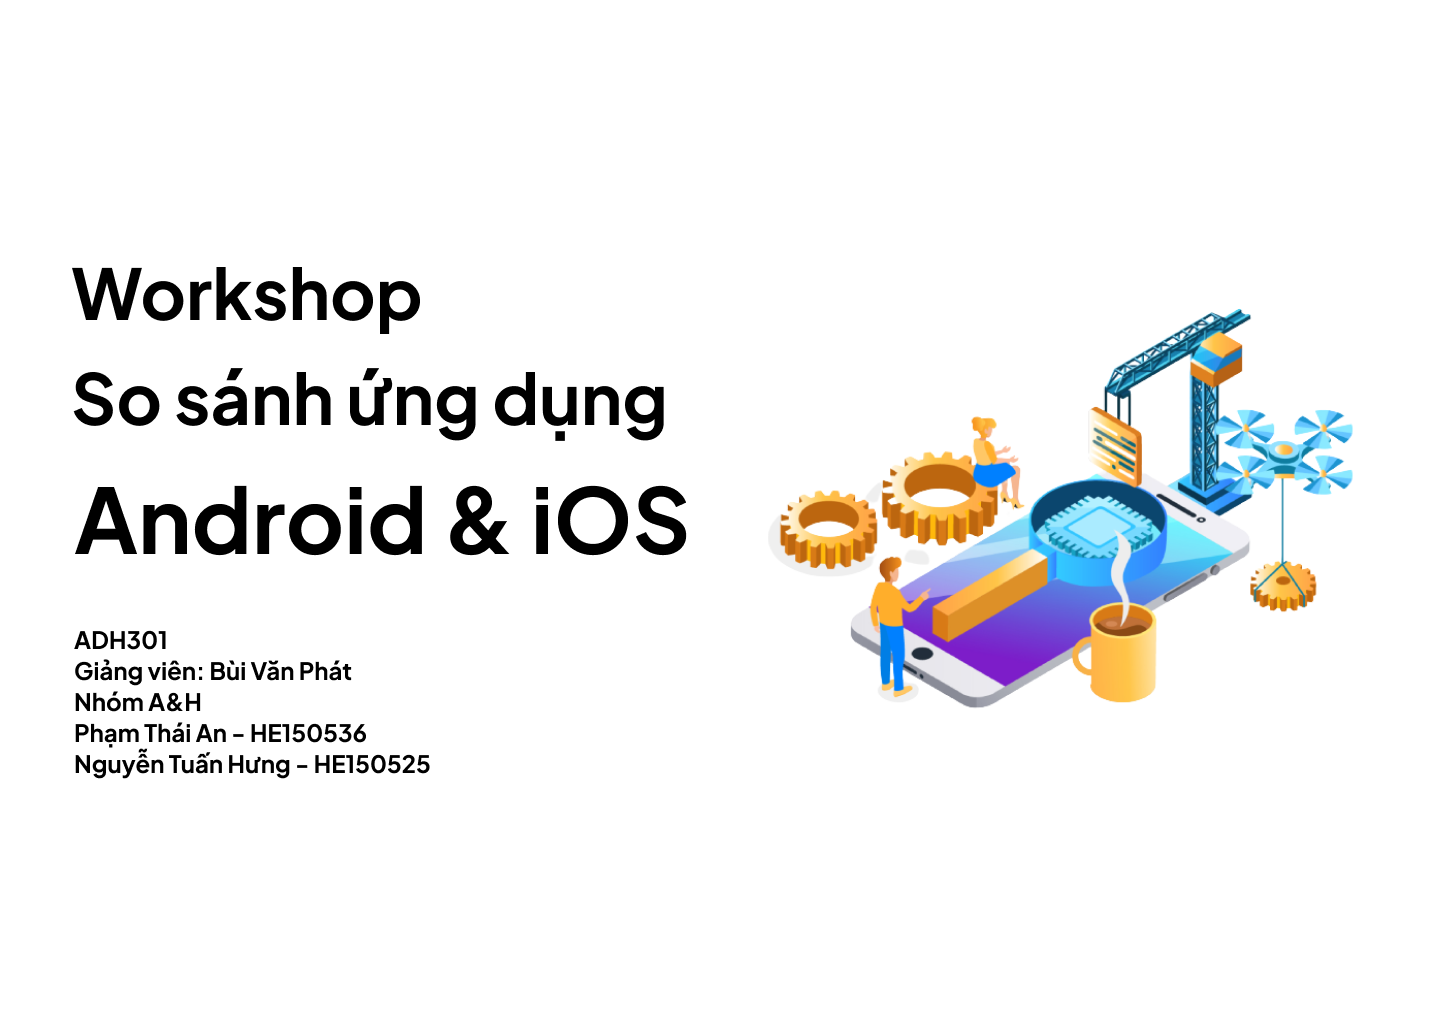 Workshop
So sánh ứng dụng
Android & iOS
ADH301
Giảng viên: Bùi Văn Phát
Nhóm A&H
Phạm Thái An – HE150536
Nguyễn Tuấn Hưng – HE150525